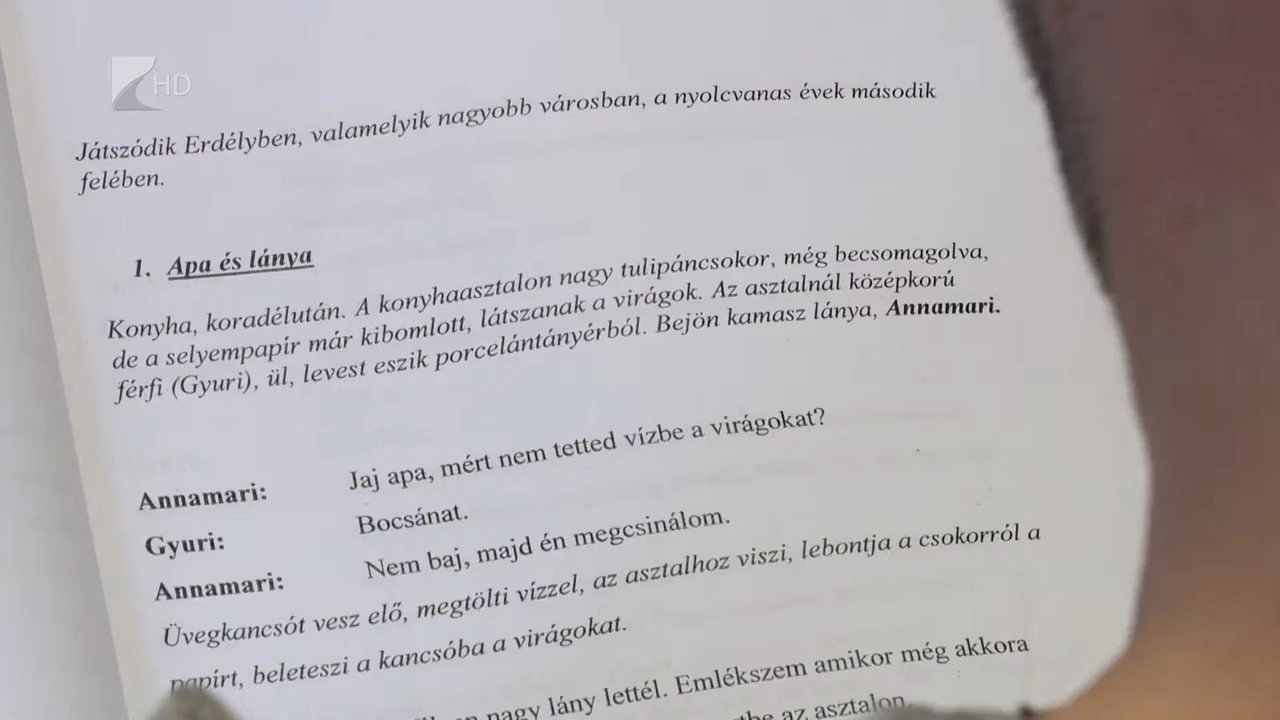 HD
Játszódik Erdélyben, valamelyik nagyobb városban, a nyolcvanas évek második
felében.
1. Apa és lánya
Konyha, koradélután. A konyhaasztalon nagy tulipáncsokor, még becsomagolva,
de a selyempapír már kibomlott, látszanak a virágok. Az asztalnál középkorú
férfi (Gyuri), ül, levest eszik porcelántányérból. Bejön kamasz lánya, Annamari.
Annamari: Jaj apa, mért nem tetted vízbe a virágokat?
Gyuri: Bocsánat.
Annamari: Nem baj, majd én megcsinálom.
Üvegkancsót vesz elő, megtölti vízzel, az asztalhoz viszi, lebontja a csokorról a
papírt, beleteszi a kancsóba a virágokat.
nagy lány lettél. Emlékszem amikor még akkora
az asztalon.